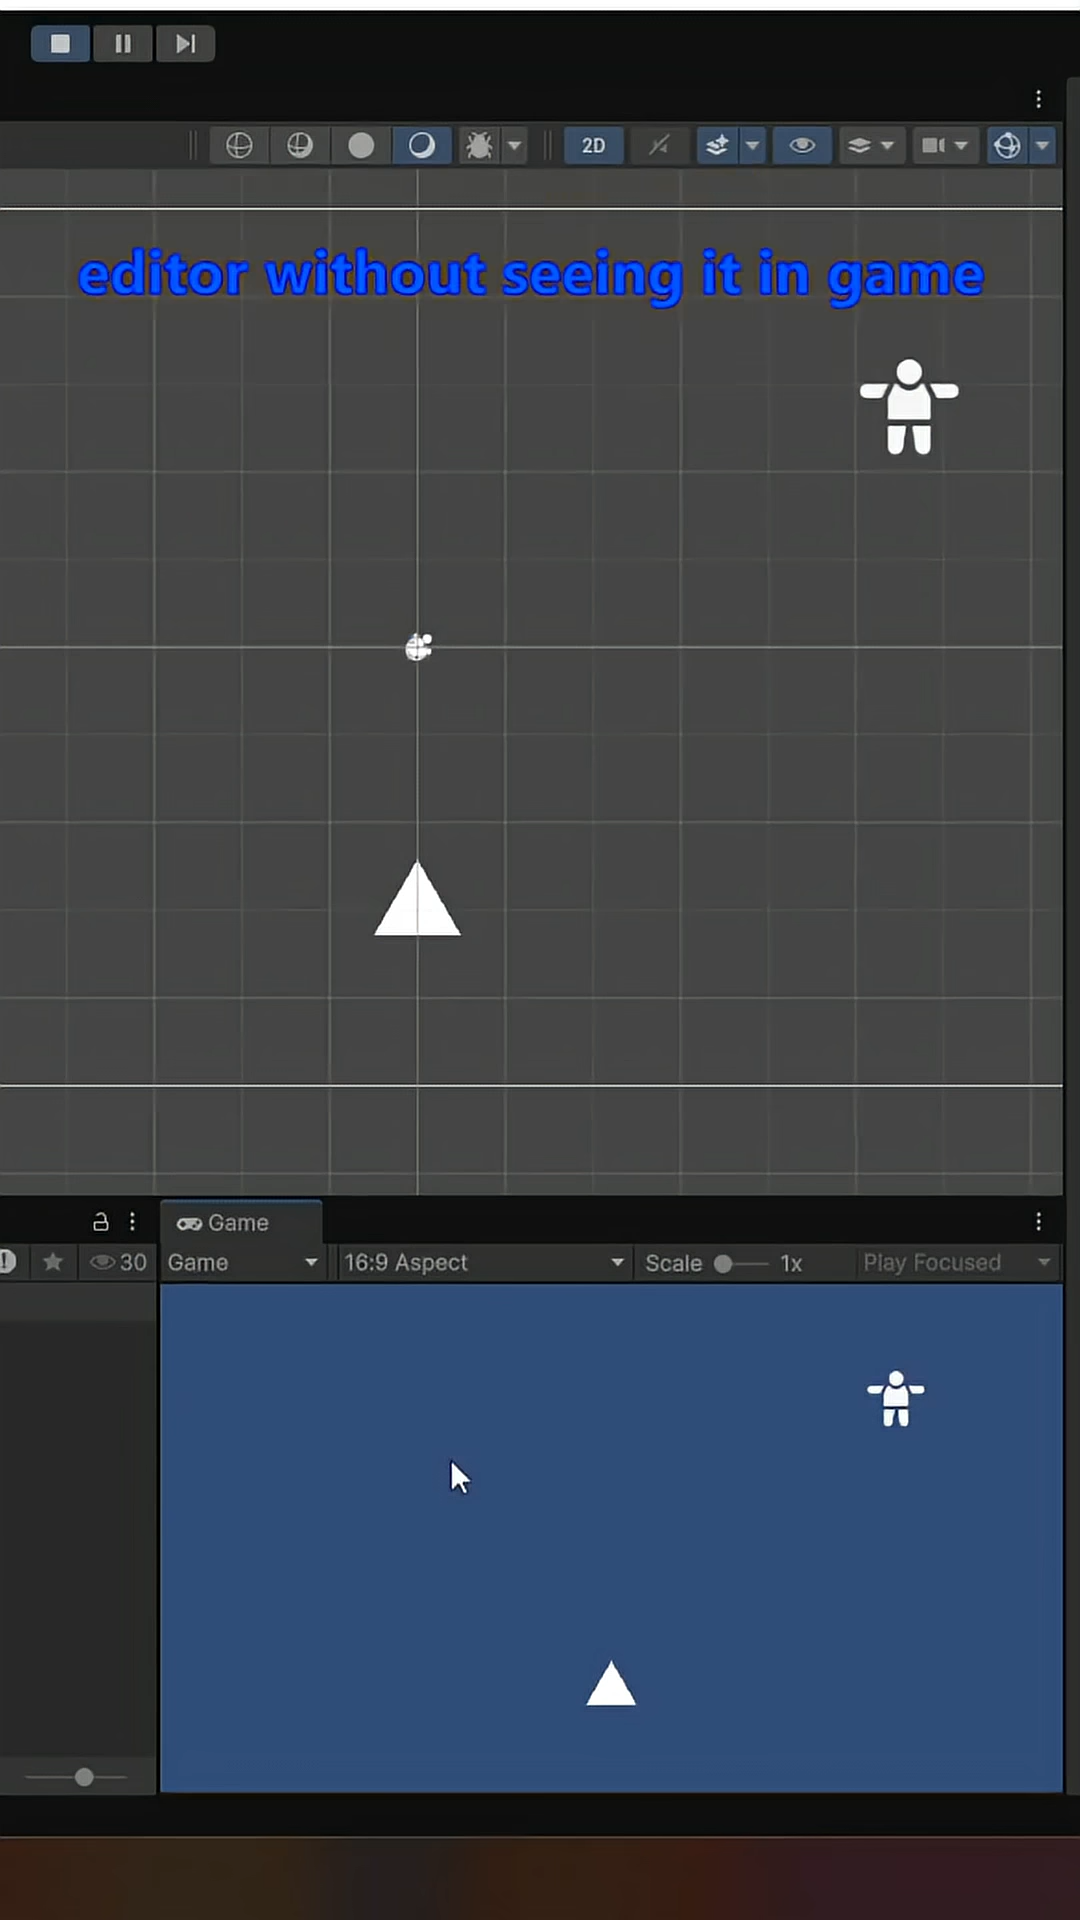 2D
editor without seeing it in game
Game
30
Game
16:9 Aspect
Scale
1x
Play Focused